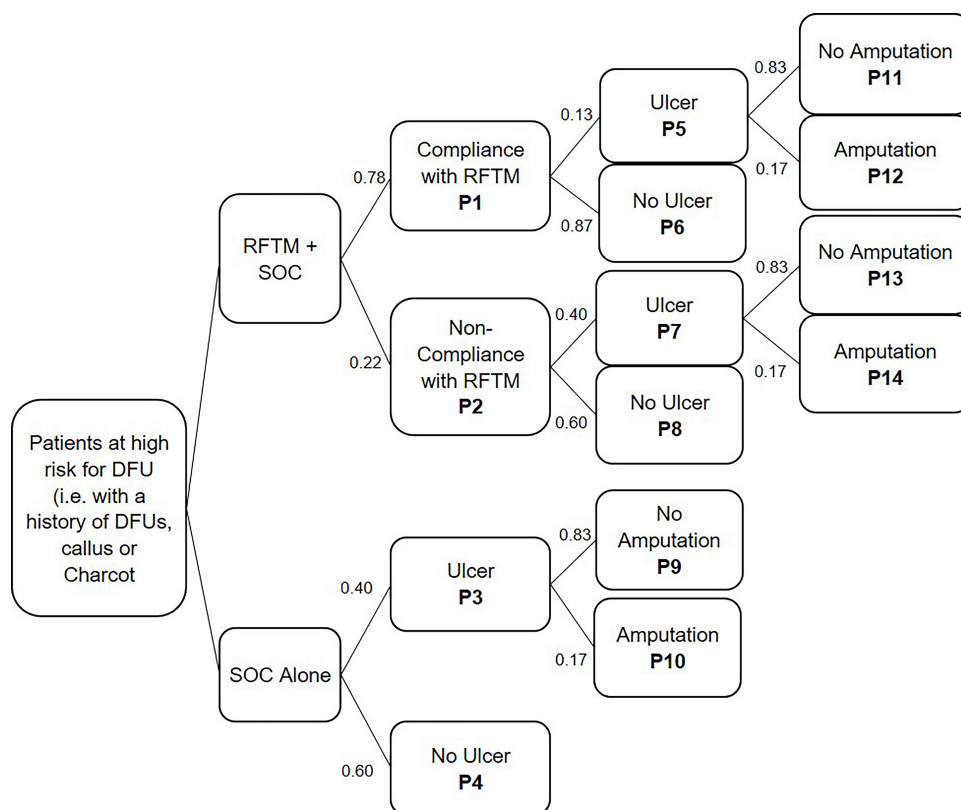 No Amputation
P11
0.83
Ulcer
P5
0.13
Amputation
P12
0.17
Compliance
with RFTM
P1
0.78
No Ulcer
P6
0.87
RFTM +
SOC
No Amputation
P13
0.83
Ulcer
P7
0.40
Non-
Compliance
with RFTM
P2
0.22
Amputation
P14
0.17
No Ulcer
P8
0.60
Patients at high
risk for DFU
(i.e. with a
history of DFUs,
callus or
Charcot
No
Amputation
P9
0.83
Ulcer
P3
0.40
Amputation
P10
0.17
SOC Alone
No Ulcer
P4
0.60